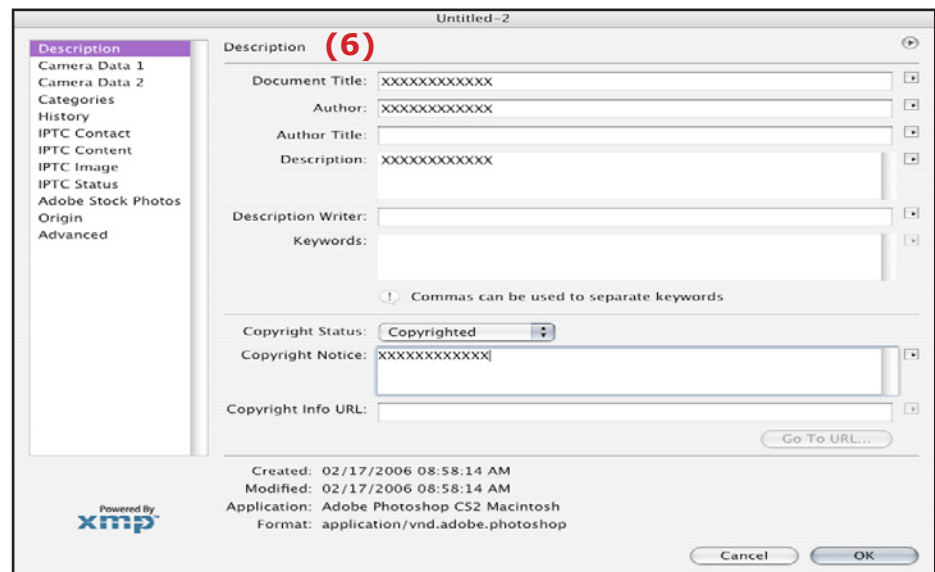 Untitled-2
Description
Camera Data 1
Camera Data 2
Categories
History
IPTC Contact
IPTC Content
IPTC Image
IPTC Status
Adobe Stock Photos
Origin
Advanced
Description (6)
Document Title: XXXXXXXXXXXX
Author: XXXXXXXXXXXX
Author Title:
Description: XXXXXXXXXXXX
Description Writer:
Keywords:
! Commas can be used to separate keywords
Copyright Status: Copyrighted
Copyright Notice: XXXXXXXXXXXX
Copyright Info URL:
Go To URL...
Created: 02/17/2006 08:58:14 AM
Modified: 02/17/2006 08:58:14 AM
Application: Adobe Photoshop CS2 Macintosh
Format: application/vnd.adobe.photoshop
Powered By
xmp™
Cancel OK